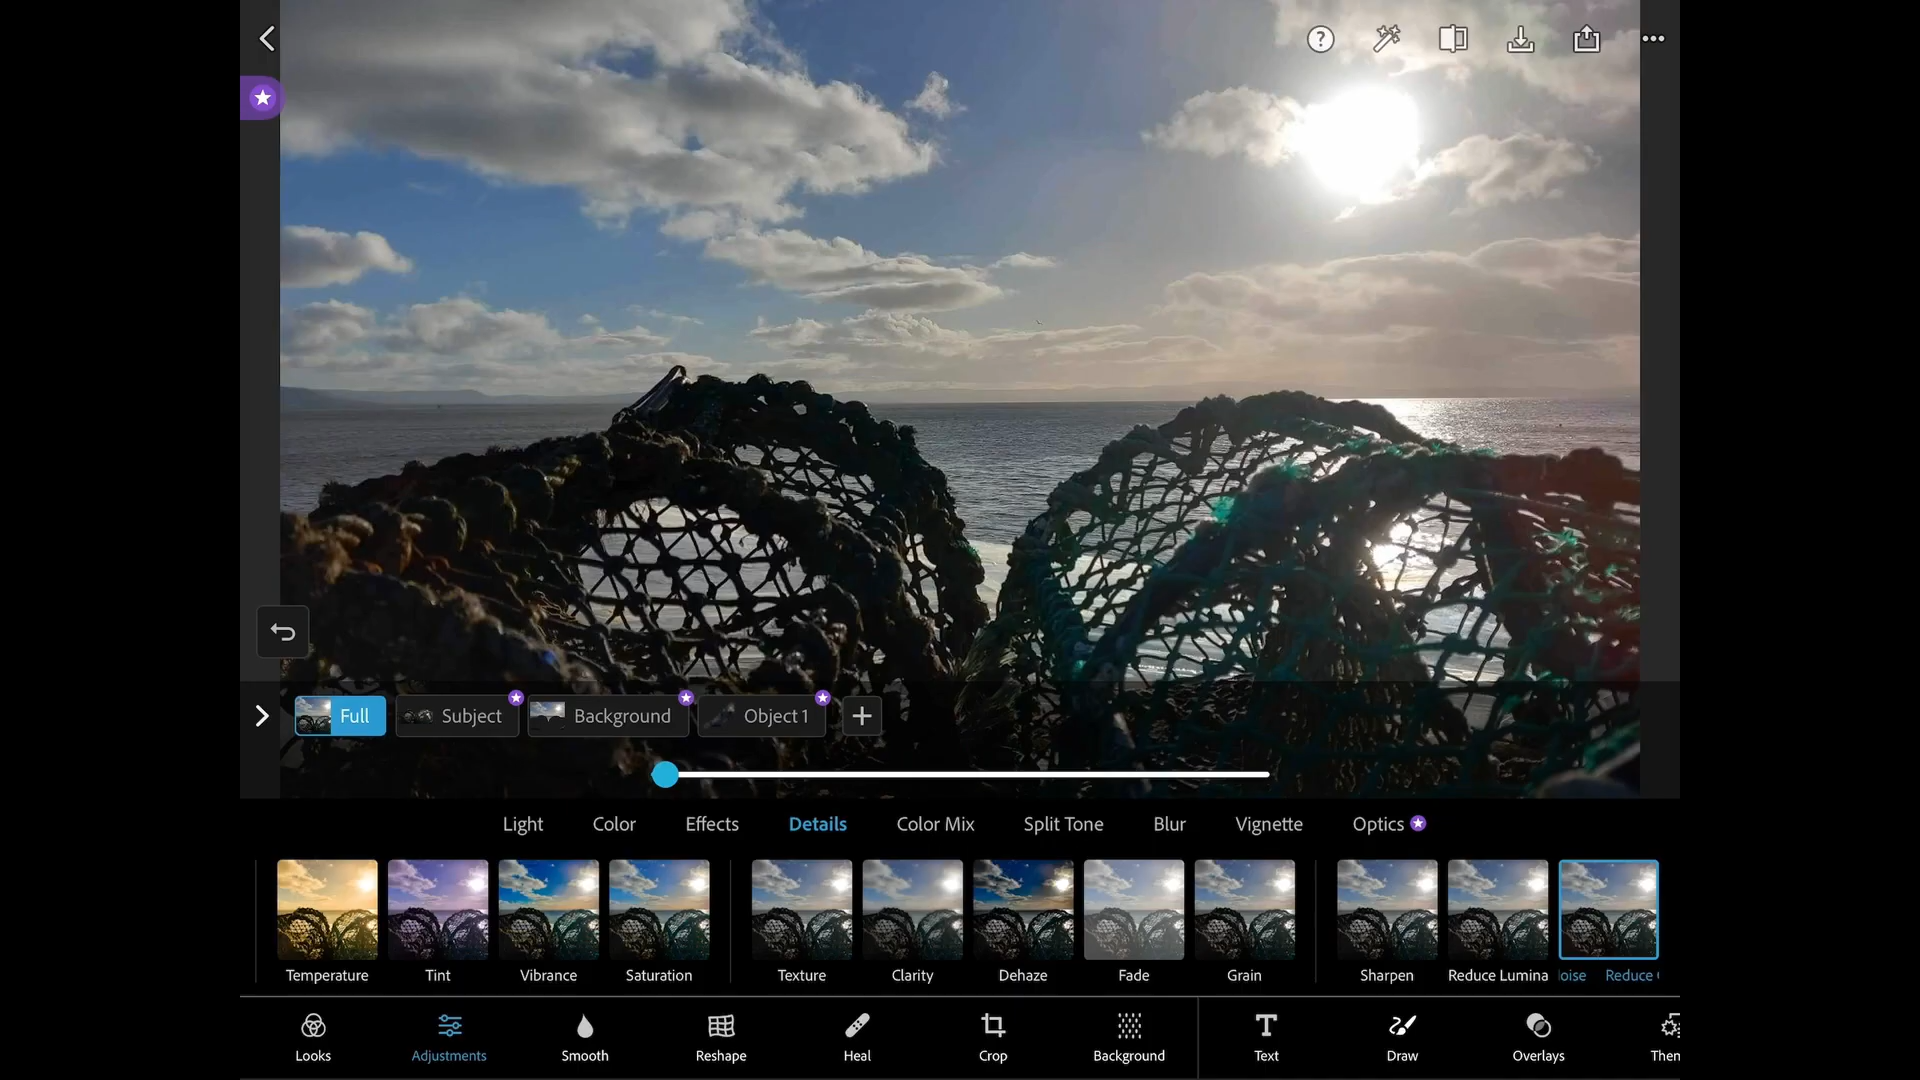 Full
Subject
Background
Object 1
Light
Color
Effects
Details
Color Mix
Split Tone
Blur
Vignette
Optics
Temperature
Tint
Vibrance
Saturation
Texture
Clarity
Dehaze
Fade
Grain
Sharpen
Reduce Lumina
oise Reduce
Looks
Adjustments
Smooth
Reshape
Heal
Crop
Background
Text
Draw
Overlays
Them